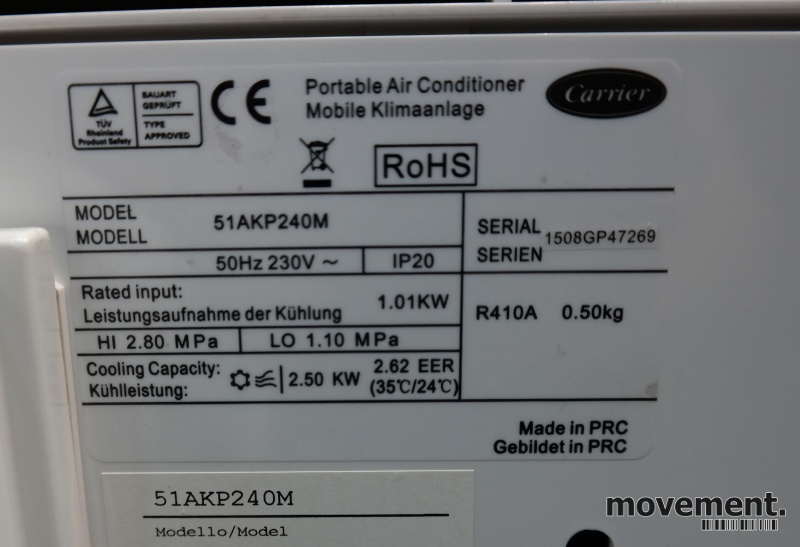 TÜV
Rheinland
Product Safety
BAUART
GEPRÜFT
TYPE
APPROVED
CE
Portable Air Conditioner
Mobile Klimaanlage
Carrier
RoHS
MODEL
MODELL
51AKP240M
SERIAL
SERIEN
1508GP47269
50Hz 230V ~
IP20
Rated input:
Leistungsaufnahme der Kühlung
1.01KW
R410A 0.50kg
HI 2.80 MPa
LO 1.10 MPa
Cooling Capacity:
Kühlleistung:
2.50 KW
2.62 EER
(35℃/24℃)
Made in PRC
Gebildet in PRC
51AKP240M
Modello/Model
movement.